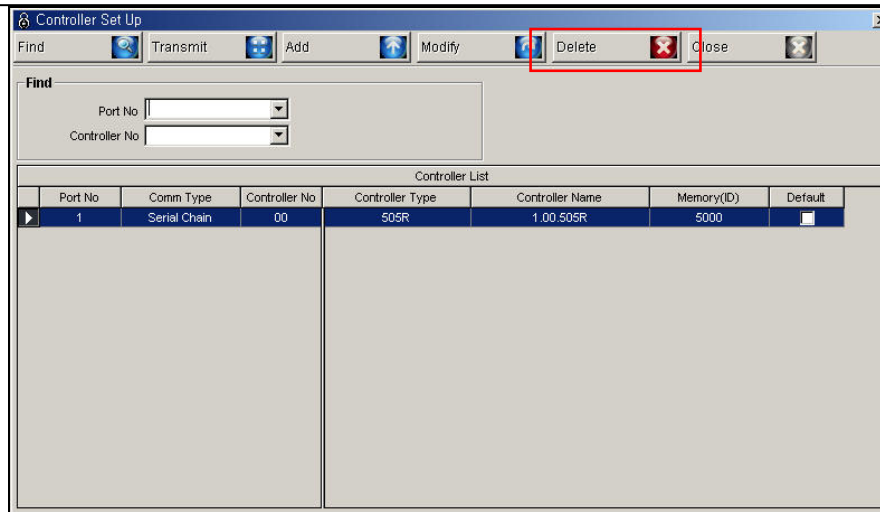 Controller Set Up
Find Transmit Add Modify Delete Close
Find
Port No
Controller No
Controller List
Port No Comm Type Controller No Controller Type Controller Name Memory(ID) Default
1 Serial Chain 00 505R 1.00.505R 5000